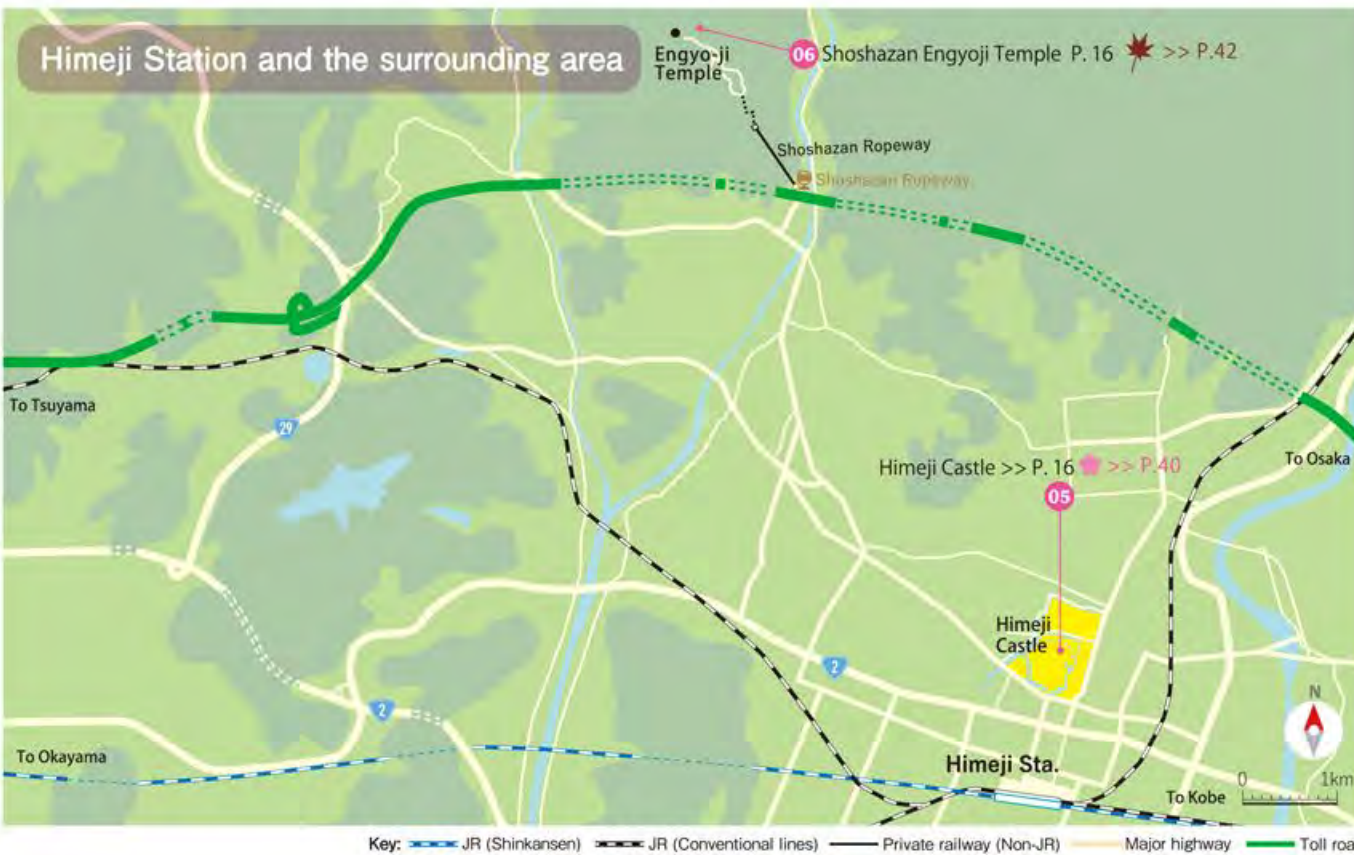 Himeji Station and the surrounding area
Engyo-ji
Temple
06 Shoshazan Engyoji Temple P. 16 >> P.42
Shoshazan Ropeway
Shoshazan Ropeway
To Tsuyama
29
Himeji Castle >> P. 16 >> P.40
To Osaka
05
Himeji
Castle
2
2
N
To Okayama
Himeji Sta.
0 1km
To Kobe
Key: JR (Shinkansen) JR (Conventional lines) Private railway (Non-JR) Major highway Toll roa